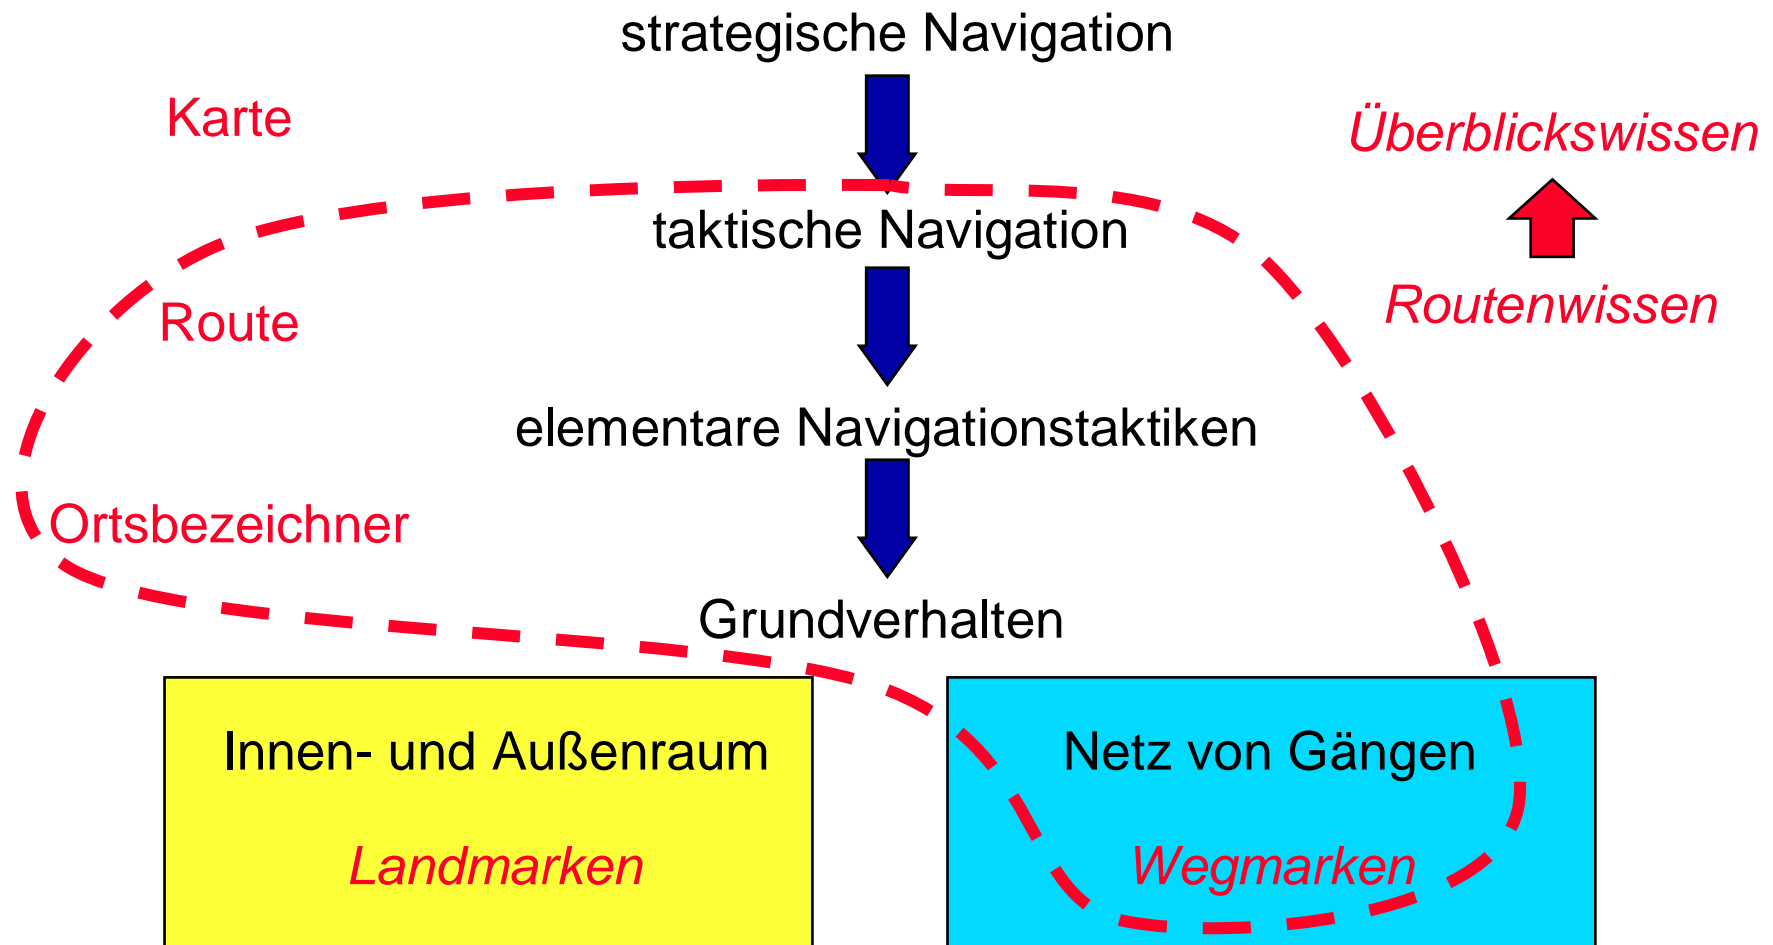 strategische Navigation
Karte
Überblickswissen
taktische Navigation
Route
Routenwissen
elementare Navigationstaktiken
Ortsbezeichner
Grundverhalten
Innen- und Außenraum
Netz von Gängen
Landmarken
Wegmarken